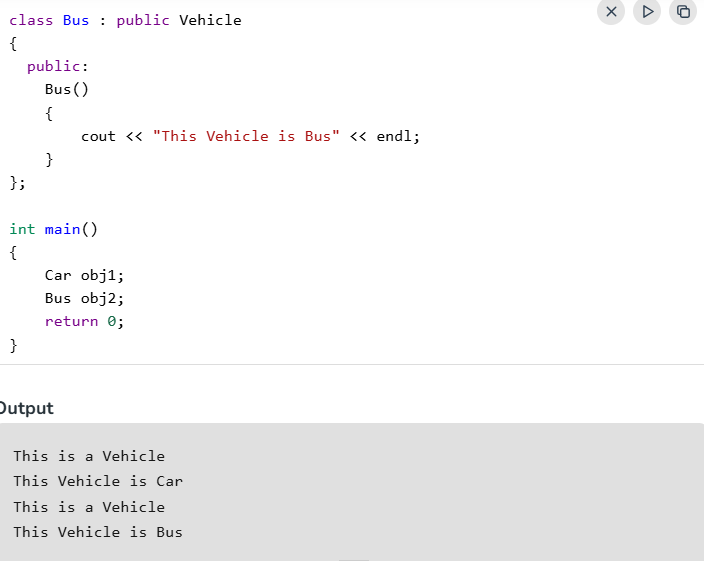 class Bus : public Vehicle
{
  public:
    Bus()
    {
        cout << "This Vehicle is Bus" << endl;
    }
};

int main()
{
    Car obj1;
    Bus obj2;
    return 0;
}
Output
This is a Vehicle
This Vehicle is Car
This is a Vehicle
This Vehicle is Bus